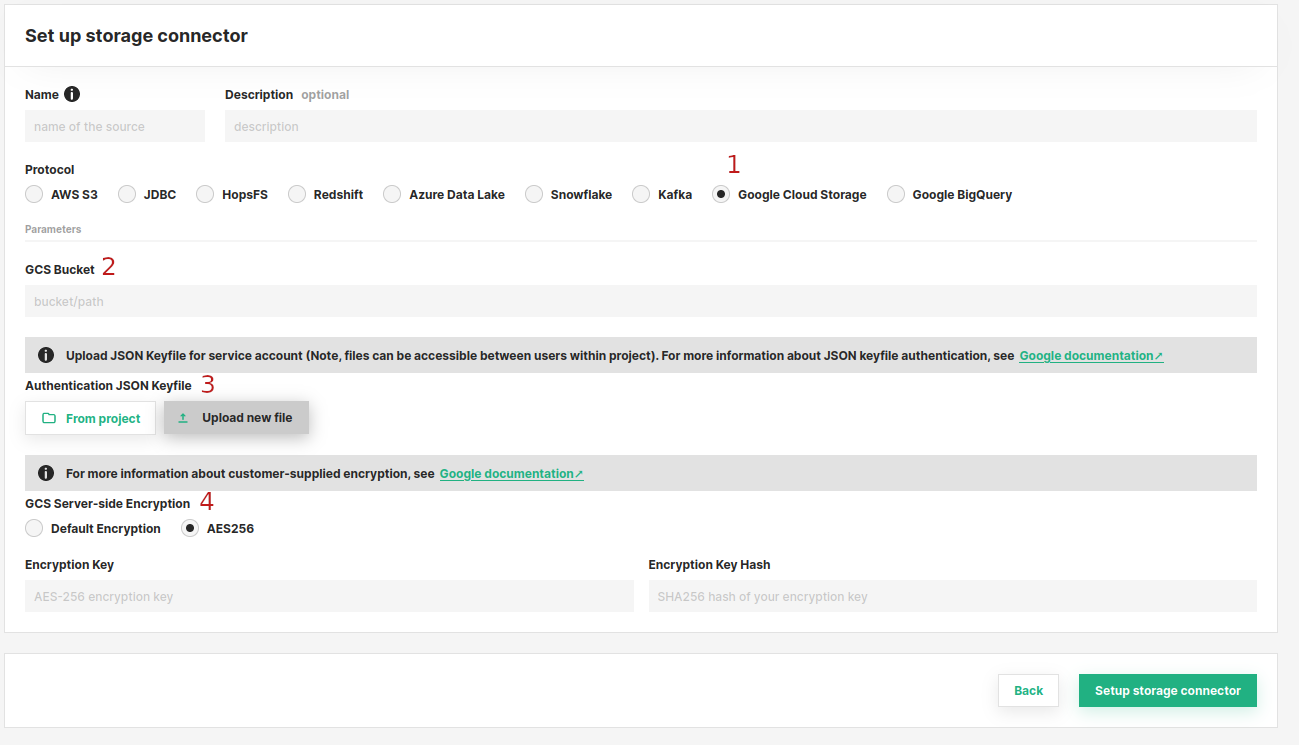 Set up storage connector
Name Description optional
name of the source description
Protocol
1
AWS S3 JDBC HopsFS Redshift Azure Data Lake Snowflake Kafka Google Cloud Storage Google BigQuery
Parameters
GCS Bucket 2
bucket/path
Upload JSON Keyfile for service account (Note, files can be accessible between users within project). For more information about JSON keyfile authentication, see Google documentation↗
Authentication JSON Keyfile 3
From project Upload new file
For more information about customer-supplied encryption, see Google documentation↗
GCS Server-side Encryption 4
Default Encryption AES256
Encryption Key Encryption Key Hash
AES-256 encryption key SHA256 hash of your encryption key
Back Setup storage connector